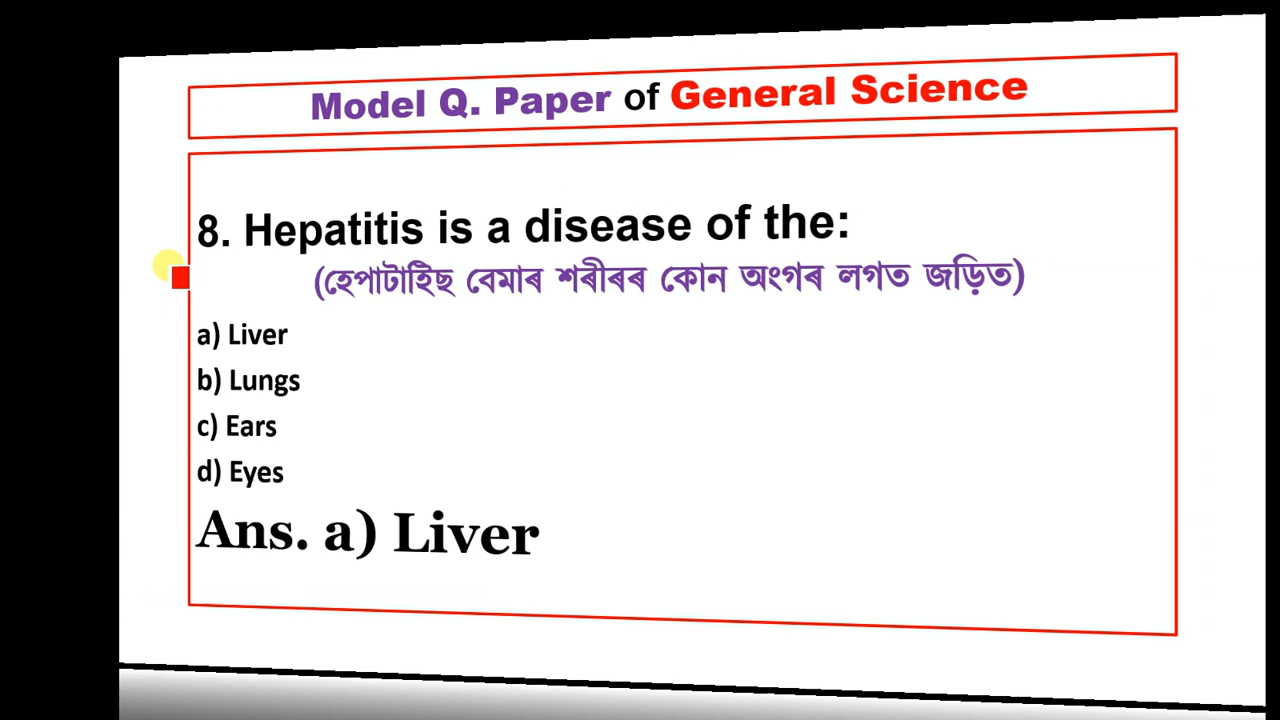 Model Q. Paper of General Science
8. Hepatitis is a disease of the:
(হেপাটাইিছ বেমাৰ শৰীৰৰ কোন অংগৰ লগত জড়িত)
a) Liver
b) Lungs
c) Ears
d) Eyes
Ans. a) Liver